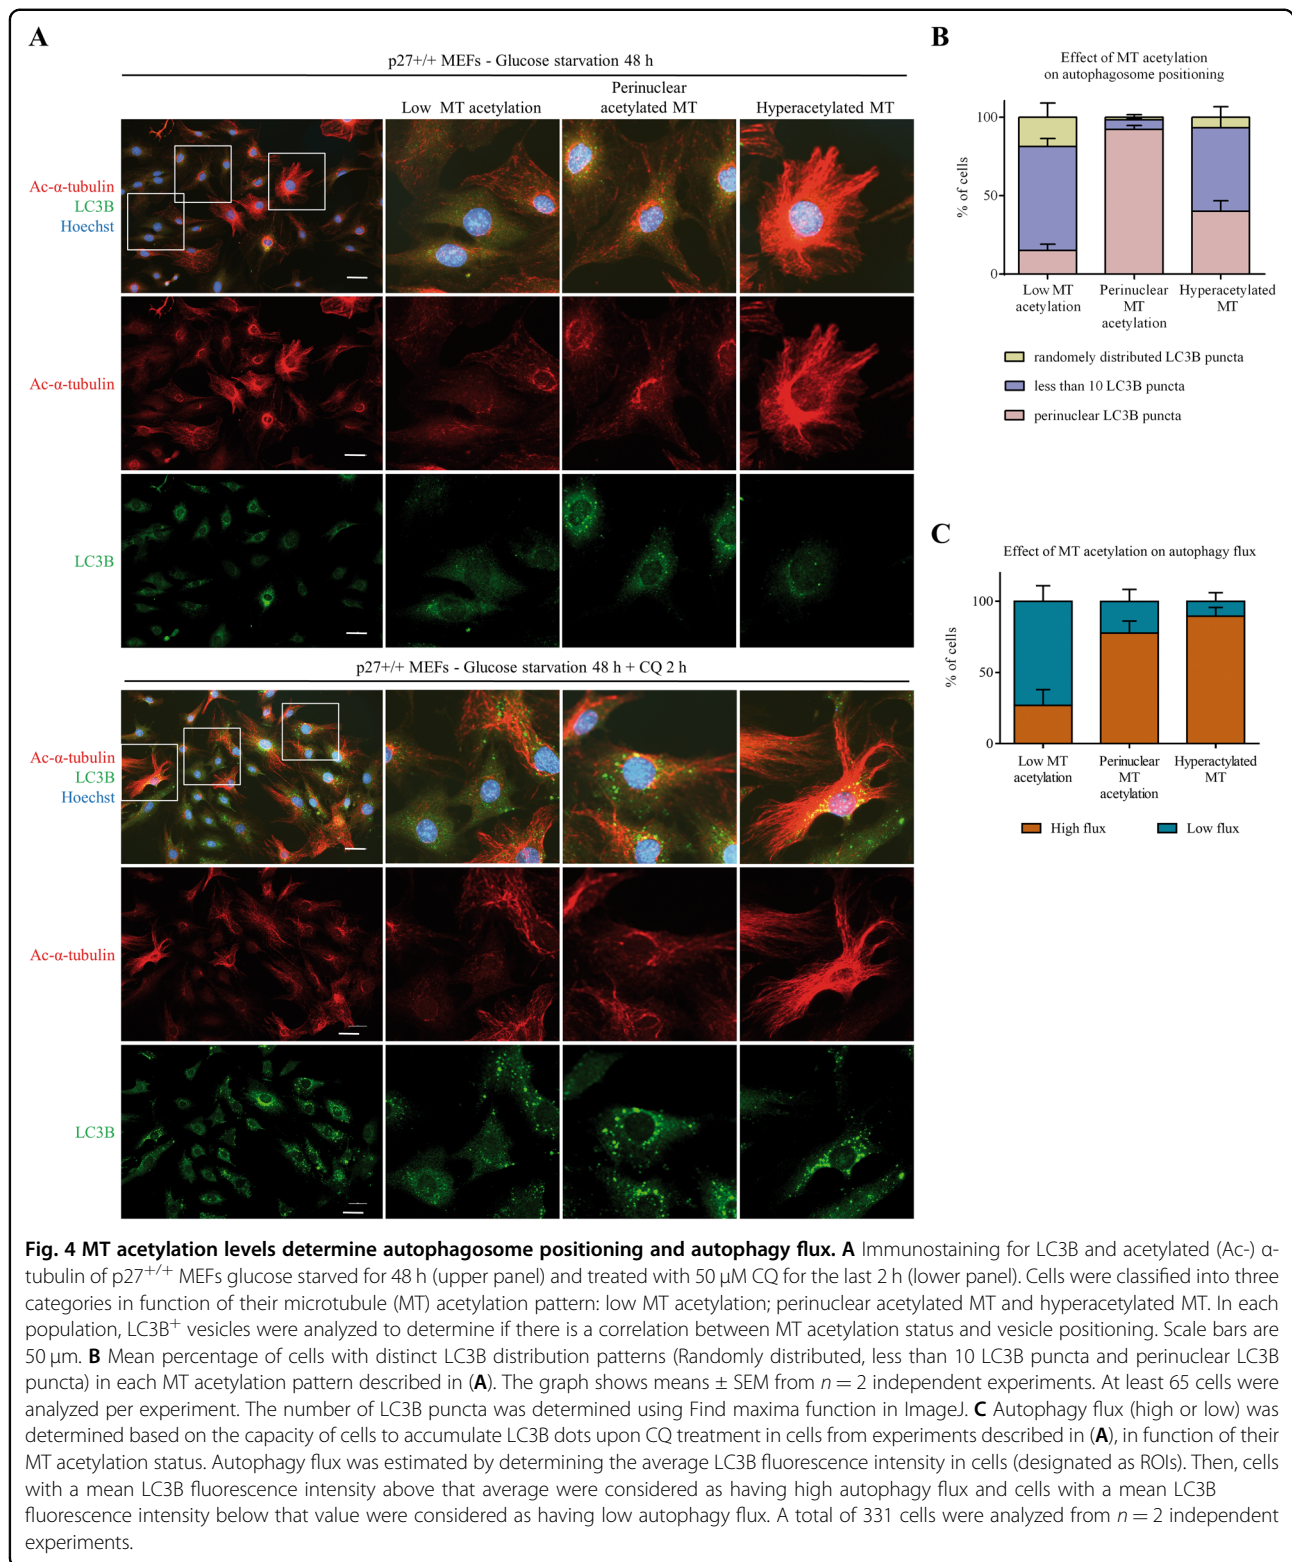 A
p27+/+ MEFs - Glucose starvation 48 h
Low MT acetylation
Perinuclear
acetylated MT
Hyperacetylated MT
Ac-α-tubulin
LC3B
Hoechst
Ac-α-tubulin
LC3B
p27+/+ MEFs - Glucose starvation 48 h + CQ 2 h
Ac-α-tubulin
LC3B
Hoechst
Ac-α-tubulin
LC3B
B
Effect of MT acetylation
on autophagosome positioning
% of cells
100
50
0
Low MT
acetylation
Perinuclear
MT
acetylation
Hyperacetylated
MT
randomely distributed LC3B puncta
less than 10 LC3B puncta
perinuclear LC3B puncta
C
Effect of MT acetylation on autophagy flux
% of cells
100
50
0
Low MT
acetylation
Perinuclear
MT
acetylation
Hyperactylated
MT
High flux
Low flux
Fig. 4 MT acetylation levels determine autophagosome positioning and autophagy flux. A Immunostaining for LC3B and acetylated (Ac-) α-
tubulin of p27+/+ MEFs glucose starved for 48 h (upper panel) and treated with 50 µM CQ for the last 2 h (lower panel). Cells were classified into three
categories in function of their microtubule (MT) acetylation pattern: low MT acetylation; perinuclear acetylated MT and hyperacetylated MT. In each
population, LC3B+ vesicles were analyzed to determine if there is a correlation between MT acetylation status and vesicle positioning. Scale bars are
50 µm. B Mean percentage of cells with distinct LC3B distribution patterns (Randomly distributed, less than 10 LC3B puncta and perinuclear LC3B
puncta) in each MT acetylation pattern described in (A). The graph shows means ± SEM from n = 2 independent experiments. At least 65 cells were
analyzed per experiment. The number of LC3B puncta was determined using Find maxima function in ImageJ. C Autophagy flux (high or low) was
determined based on the capacity of cells to accumulate LC3B dots upon CQ treatment in cells from experiments described in (A), in function of their
MT acetylation status. Autophagy flux was estimated by determining the average LC3B fluorescence intensity in cells (designated as ROIs). Then, cells
with a mean LC3B fluorescence intensity above that average were considered as having high autophagy flux and cells with a mean LC3B
fluorescence intensity below that value were considered as having low autophagy flux. A total of 331 cells were analyzed from n = 2 independent
experiments.